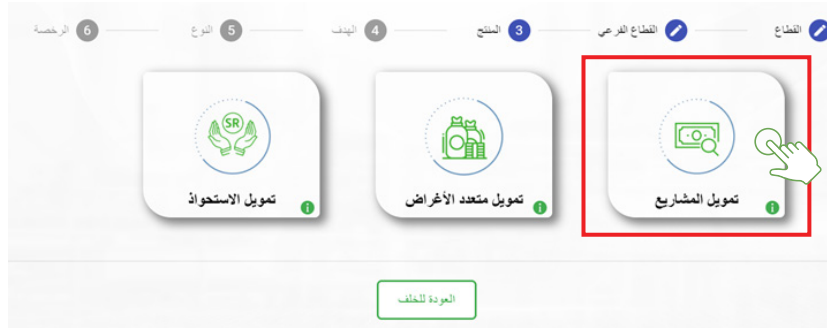 القطاع
القطاع الفرعي
3 المنتج
4 الهدف
5 النوع
6 الرخصة
تمويل المشاريع
تمويل متعدد الأغراض
SR
تمويل الاستحواذ
العودة للخلف